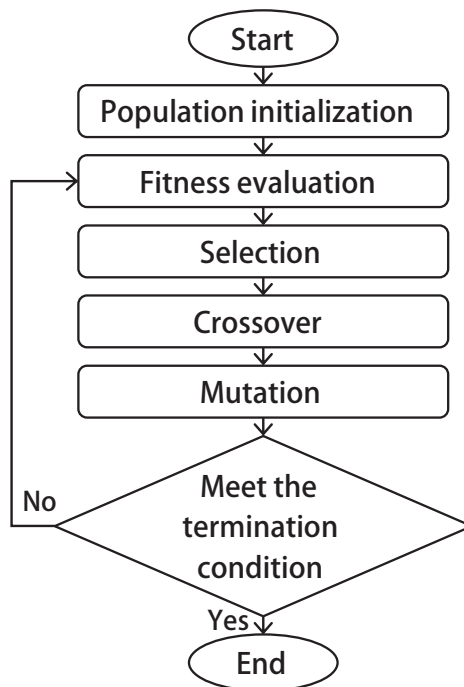 Start
Population initialization
Fitness evaluation
Selection
Crossover
Mutation
No
Meet the
termination
condition
Yes
End